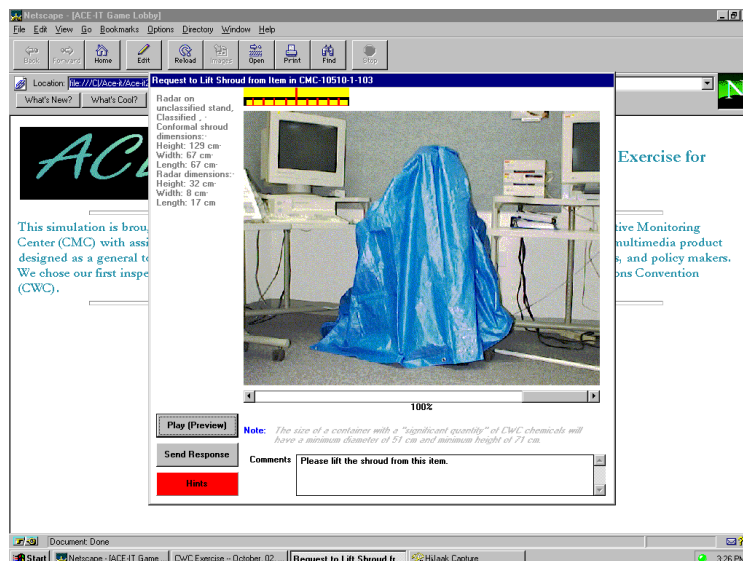 Netscape - [ACE-IT Game Lobby]
File Edit View Go Bookmarks Options Directory Window Help
Back Forward Home Edit Reload Images Open Print Find Stop
Location: file:///C|/Ace-it/Ace-it2
What's New? What's Cool?
N
Request to Lift Shroud from Item in CMC-10510-1-103
Radar on
unclassified stand,
Classified , -
Conformal shroud
dimensions:-
Height: 129 cm-
Width: 67 cm-
Length: 67 cm-
Radar dimensions:-
Height: 32 cm-
Width: 8 cm-
Length: 17 cm
Exercise for
This simulation is brou
tive Monitoring
Center (CMC) with assi
multimedia product
designed as a general to
s, and policy makers.
We chose our first inspe
ons Convention
(CWC).
100%
Play (Preview)
Note: The size of a container with a "significant quantity" of CWC chemicals will
have a minimum diameter of 51 cm and minimum height of 71 cm.
Send Response
Comments Please lift the shroud from this item.
Hints
Document: Done
Start Netscape - [ACE-IT Game CWC Exercise -- October, 02 Request to Lift Shroud fr HiJaak Capture 3:26 PM